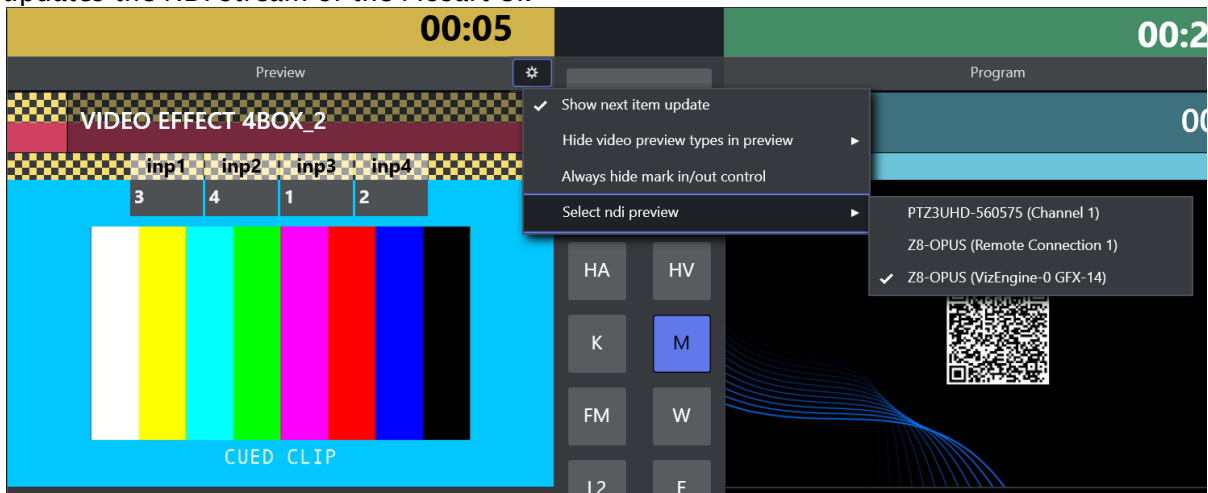 00:05
00:2
Preview
Program
VIDEO EFFECT 4BOX_2
00
inp1 inp2 inp3 inp4
3 4 1 2
CUED CLIP
Show next item update
Hide video preview types in preview
Always hide mark in/out control
Select ndi preview
PTZ3UHD-560575 (Channel 1)
Z8-OPUS (Remote Connection 1)
Z8-OPUS (VizEngine-0 GFX-14)
HA HV
K M
FM W